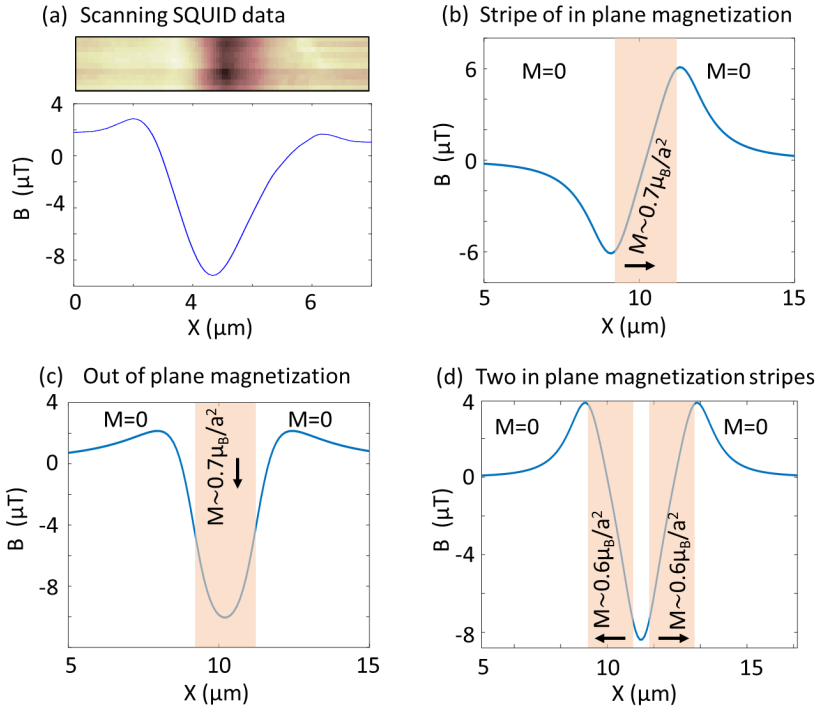 (a) Scanning SQUID data
4
0
-4
-8
B (μT)
0 4 6
X (μm)
(b) Stripe of in plane magnetization
M=0 M=0
6
0
-6
B (μT)
M~0.7μB/a²
5 10 15
X (μm)
(c) Out of plane magnetization
M=0 M=0
4
0
-4
-8
B (μT)
M~0.7μB/a²
5 10 15
X (μm)
(d) Two in plane magnetization stripes
M=0 M=0
4
0
-4
-8
B (μT)
M~0.6μB/a²
M~0.6μB/a²
5 10 15
X (μm)